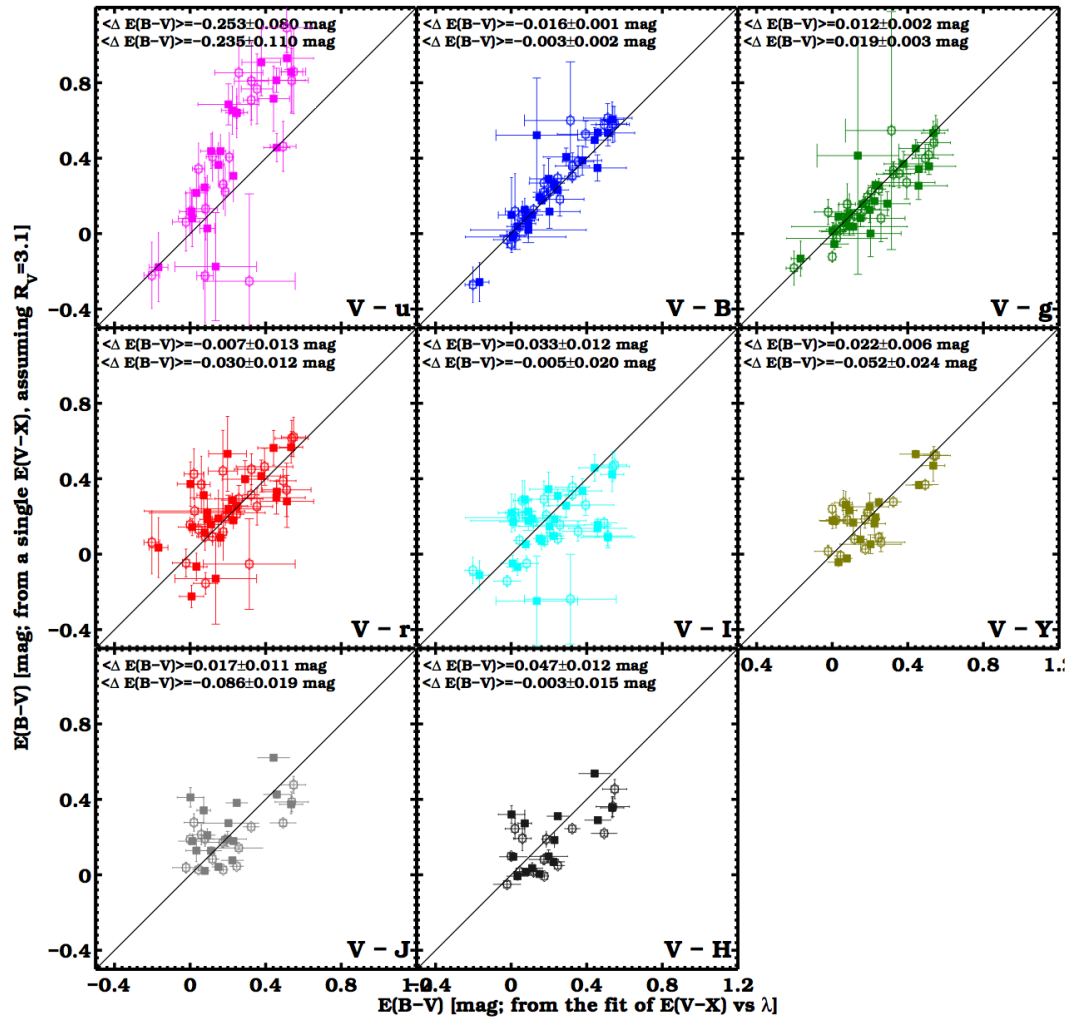 <Δ E(B−V)>=−0.253±0.080 mag
<Δ E(B−V)>=−0.235±0.110 mag
<Δ E(B−V)>=−0.016±0.001 mag
<Δ E(B−V)>=−0.003±0.002 mag
<Δ E(B−V)>=0.012±0.002 mag
<Δ E(B−V)>=0.019±0.003 mag
0.8
0.4
0
−0.4
V − u
V − B
V − g
<Δ E(B−V)>=−0.007±0.013 mag
<Δ E(B−V)>=−0.030±0.012 mag
<Δ E(B−V)>=0.033±0.012 mag
<Δ E(B−V)>=−0.005±0.020 mag
<Δ E(B−V)>=0.022±0.006 mag
<Δ E(B−V)>=−0.052±0.024 mag
0.8
0.4
0
−0.4
V − r
V − I
V − Y
0.4 0 0.4 0.8 1.2
<Δ E(B−V)>=0.017±0.011 mag
<Δ E(B−V)>=−0.086±0.019 mag
<Δ E(B−V)>=0.047±0.012 mag
<Δ E(B−V)>=−0.003±0.015 mag
0.8
0.4
0
−0.4
V − J
V − H
−0.4 0 0.4 0.8 0 0.4 0.8 1.2
E(B−V) [mag; from a single E(V−X), assuming R_V=3.1]
E(B−V) [mag; from the fit of E(V−X) vs λ]